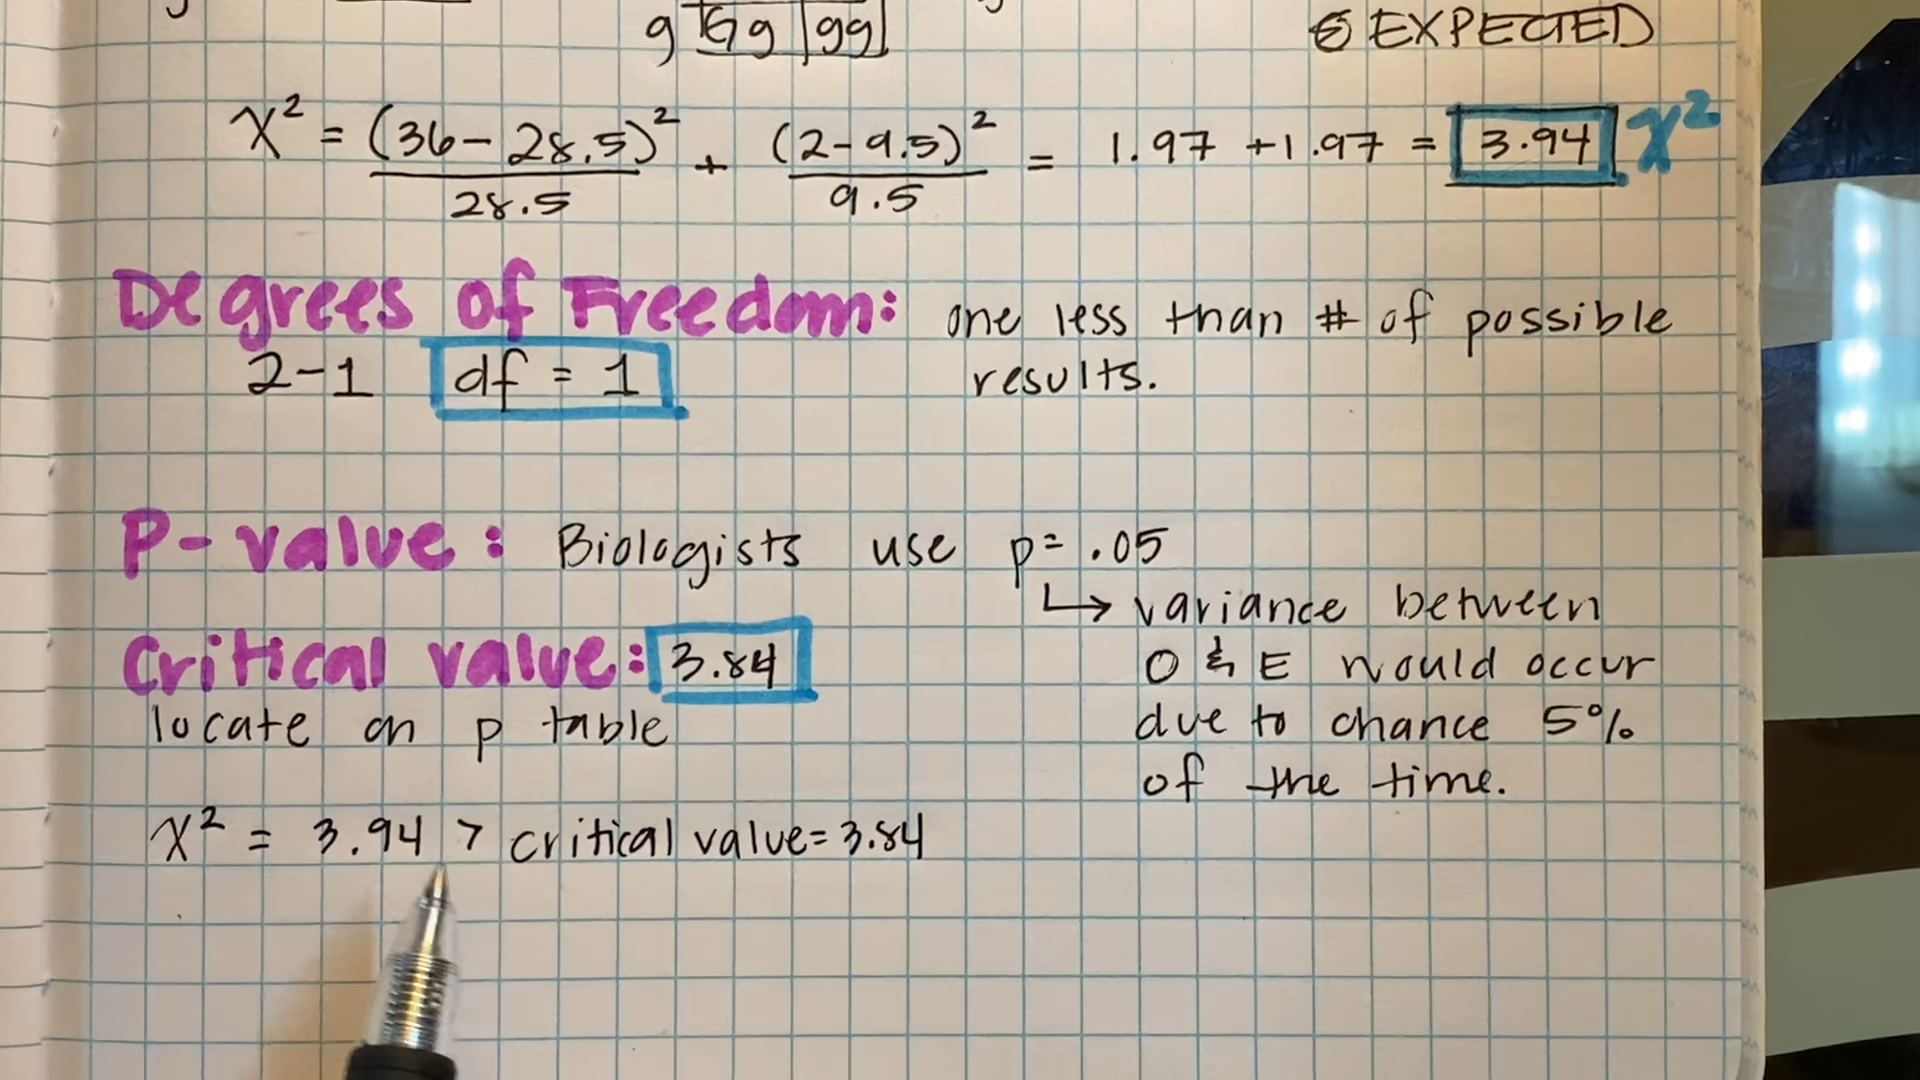 g Gg gg
EXPECTED
χ² = (36-28.5)² / 28.5 + (2-9.5)² / 9.5 = 1.97 + 1.97 = 3.94 χ²
Degrees of Freedom: one less than # of possible
2-1 df = 1 results.
P-value: Biologists use p= .05
↳ variance between
Critical value: 3.84 O & E would occur
locate on p table due to chance 5%
of the time.
χ² = 3.94 > critical value= 3.84